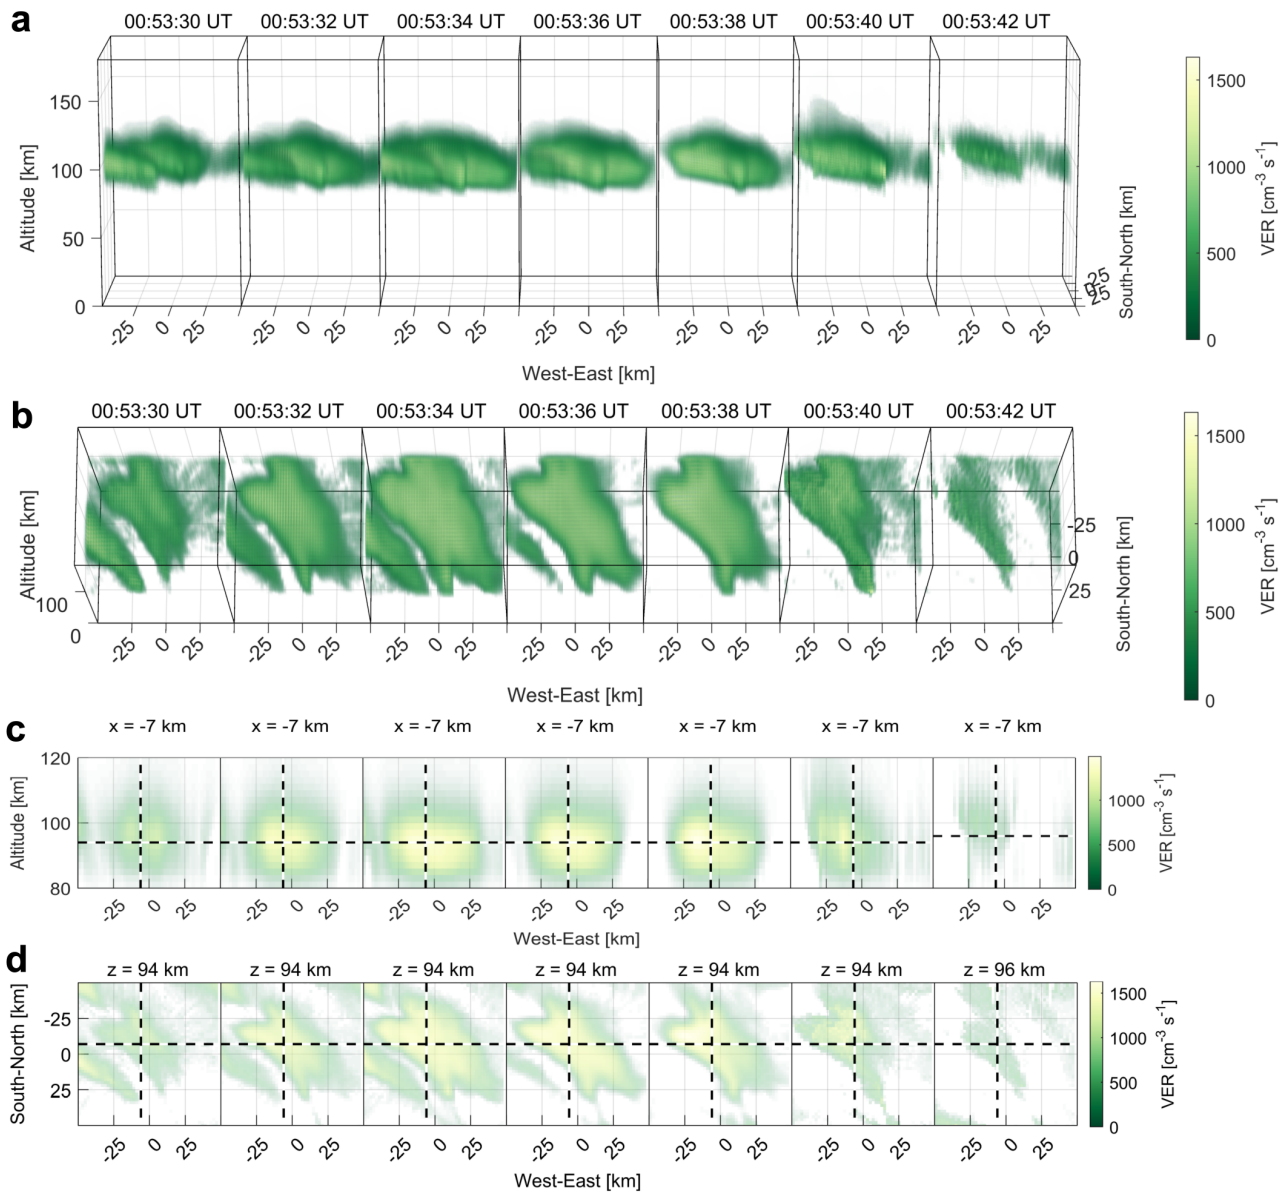 a
00:53:30 UT 00:53:32 UT 00:53:34 UT 00:53:36 UT 00:53:38 UT 00:53:40 UT 00:53:42 UT
150
100
50
0
Altitude [km]
-25 0 25 -25 0 25 -25 0 25 -25 0 25 -25 0 25 -25 0 25 -25 0 25
West-East [km]
-25
0
25
South-North [km]
1500
1000
500
0
VER [cm-3 s-1]
b
00:53:30 UT 00:53:32 UT 00:53:34 UT 00:53:36 UT 00:53:38 UT 00:53:40 UT 00:53:42 UT
Altitude [km]
100
0
-25 0 25 -25 0 25 -25 0 25 -25 0 25 -25 0 25 -25 0 25 -25 0 25
West-East [km]
-25
0
25
South-North [km]
1500
1000
500
0
VER [cm-3 s-1]
c
x = -7 km x = -7 km x = -7 km x = -7 km x = -7 km x = -7 km x = -7 km
120
100
80
Altitude [km]
-25 0 25 -25 0 25 -25 0 25 -25 0 25 -25 0 25 -25 0 25 -25 0 25
West-East [km]
1000
500
0
VER [cm-3 s-1]
d
z = 94 km z = 94 km z = 94 km z = 94 km z = 94 km z = 94 km z = 96 km
-25
0
25
South-North [km]
-25 0 25 -25 0 25 -25 0 25 -25 0 25 -25 0 25 -25 0 25 -25 0 25
West-East [km]
1500
1000
500
0
VER [cm-3 s-1]